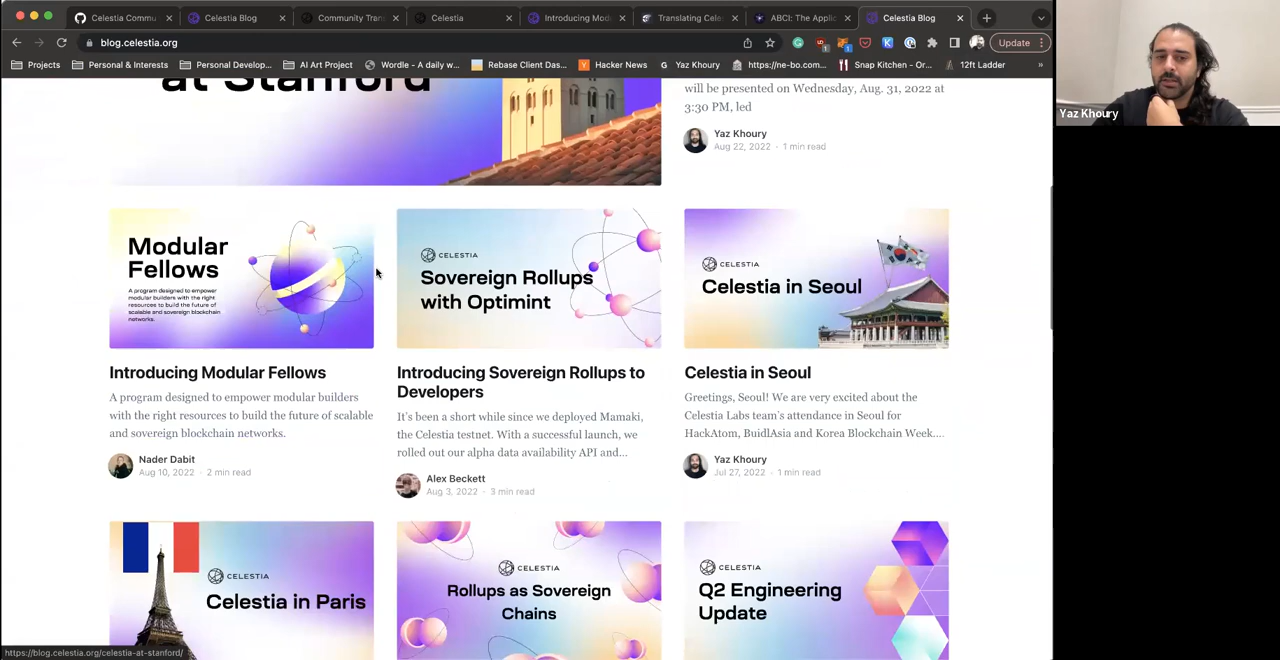 Celestia Commu
Celestia Blog
Community Tran
Celestia
Introducing Mod
Translating Cele
ABCI: The Applic
Celestia Blog
blog.celestia.org
Update
Projects
Personal & Interests
Personal Develop...
AI Art Project
Wordle - A daily w...
Rebase Client Das...
Hacker News
Yaz Khoury
https://ne-bo.com...
Snap Kitchen - Or...
12ft Ladder
»
Yaz Khoury
at Stanford
will be presented on Wednesday, Aug. 31, 2022 at
3:30 PM, led
Yaz Khoury
Aug 22, 2022 · 1 min read
Modular
Fellows
A program designed to empower
modular builders with the right
resources to build the future of
scalable and sovereign blockchain
networks.
CELESTIA
Sovereign Rollups
with Optimint
CELESTIA
Celestia in Seoul
Introducing Modular Fellows
A program designed to empower modular builders
with the right resources to build the future of scalable
and sovereign blockchain networks.
Nader Dabit
Aug 10, 2022 · 2 min read
Introducing Sovereign Rollups to
Developers
It's been a short while since we deployed Mamaki,
the Celestia testnet. With a successful launch, we
rolled out our alpha data availability API and...
Alex Beckett
Aug 3, 2022 · 3 min read
Celestia in Seoul
Greetings, Seoul! We are very excited about the
Celestia Labs team's attendance in Seoul for
HackAtom, BuidlAsia and Korea Blockchain Week....
Yaz Khoury
Jul 27, 2022 · 1 min read
CELESTIA
Celestia in Paris
CELESTIA
Rollups as Sovereign
Chains
CELESTIA
Q2 Engineering
Update
https://blog.celestia.org/celestia-at-stanford/